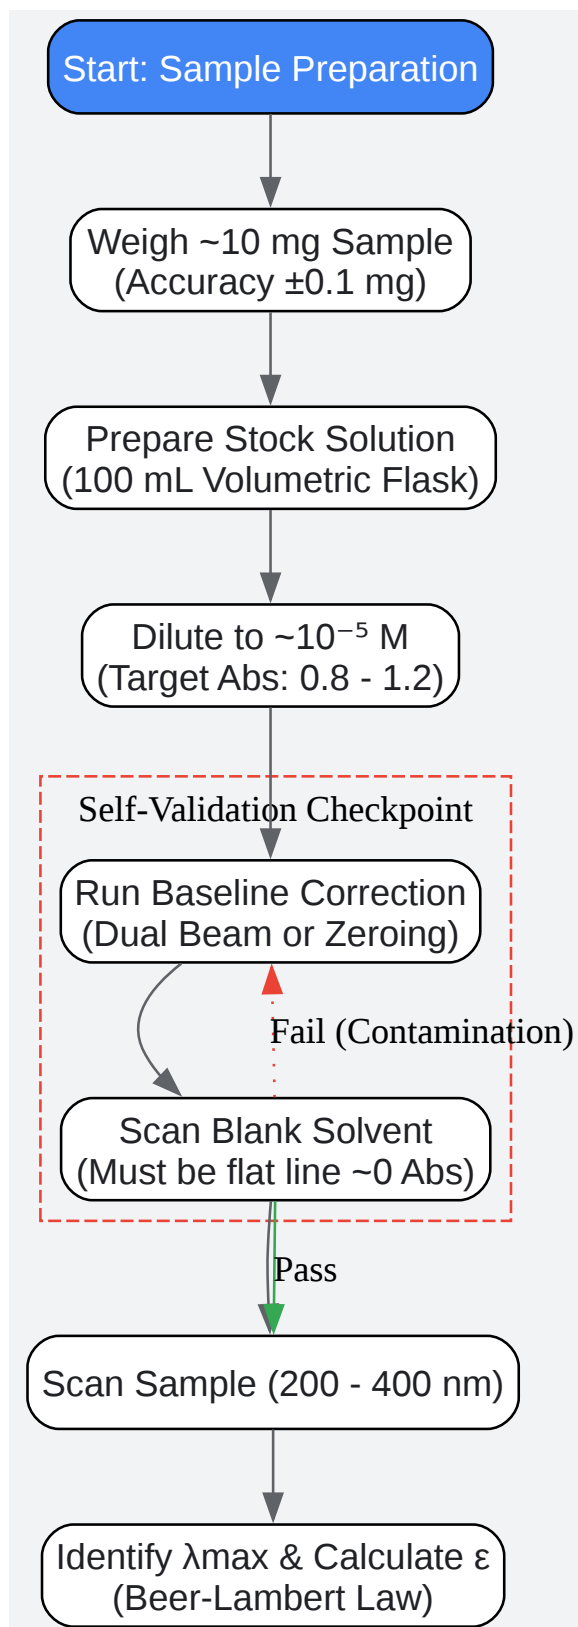 Start: Sample Preparation
Weigh ~10 mg Sample
(Accuracy ±0.1 mg)
Prepare Stock Solution
(100 mL Volumetric Flask)
Dilute to ~10⁻⁵ M
(Target Abs: 0.8 - 1.2)
Self-Validation Checkpoint
Run Baseline Correction
(Dual Beam or Zeroing)
Fail (Contamination)
Scan Blank Solvent
(Must be flat line ~0 Abs)
Pass
Scan Sample (200 - 400 nm)
Identify λmax & Calculate ε
(Beer-Lambert Law)